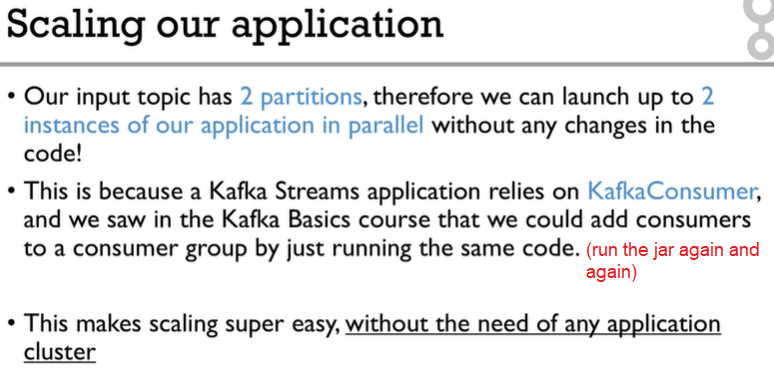 Scaling our application
• Our input topic has 2 partitions, therefore we can launch up to 2
instances of our application in parallel without any changes in the
code!
• This is because a Kafka Streams application relies on KafkaConsumer,
and we saw in the Kafka Basics course that we could add consumers
to a consumer group by just running the same code. (run the jar again and
again)
• This makes scaling super easy, without the need of any application
cluster